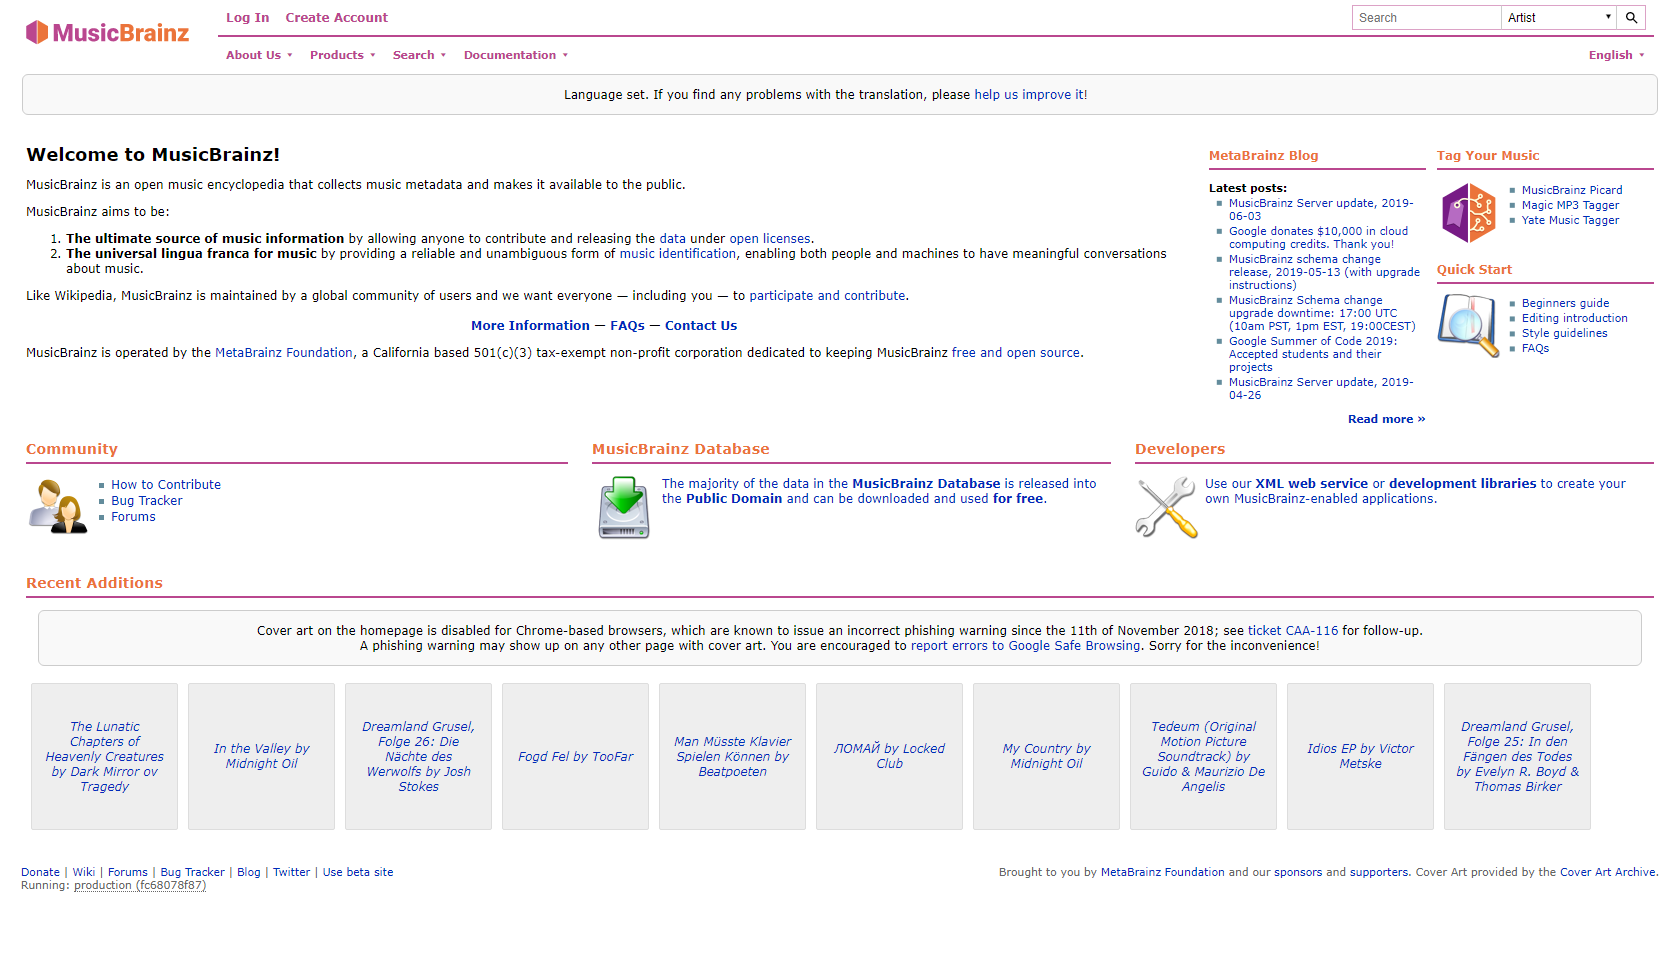 MusicBrainz
Log In Create Account
Search Artist
About Us Products Search Documentation English
Language set. If you find any problems with the translation, please help us improve it!
Welcome to MusicBrainz!
MusicBrainz is an open music encyclopedia that collects music metadata and makes it available to the public.
MusicBrainz aims to be:
1. The ultimate source of music information by allowing anyone to contribute and releasing the data under open licenses.
2. The universal lingua franca for music by providing a reliable and unambiguous form of music identification, enabling both people and machines to have meaningful conversations
about music.
Like Wikipedia, MusicBrainz is maintained by a global community of users and we want everyone — including you — to participate and contribute.
More Information — FAQs — Contact Us
MusicBrainz is operated by the MetaBrainz Foundation, a California based 501(c)(3) tax-exempt non-profit corporation dedicated to keeping MusicBrainz free and open source.
MetaBrainz Blog
Latest posts:
MusicBrainz Server update, 2019-
06-03
Google donates $10,000 in cloud
computing credits. Thank you!
MusicBrainz schema change
release, 2019-05-13 (with upgrade
instructions)
MusicBrainz Schema change
upgrade downtime: 17:00 UTC
(10am PST, 1pm EST, 19:00CEST)
Google Summer of Code 2019:
Accepted students and their
projects
MusicBrainz Server update, 2019-
04-26
Read more »
Tag Your Music
MusicBrainz Picard
Magic MP3 Tagger
Yate Music Tagger
Quick Start
Beginners guide
Editing introduction
Style guidelines
FAQs
Community
How to Contribute
Bug Tracker
Forums
MusicBrainz Database
The majority of the data in the MusicBrainz Database is released into
the Public Domain and can be downloaded and used for free.
Developers
Use our XML web service or development libraries to create your
own MusicBrainz-enabled applications.
Recent Additions
Cover art on the homepage is disabled for Chrome-based browsers, which are known to issue an incorrect phishing warning since the 11th of November 2018; see ticket CAA-116 for follow-up.
A phishing warning may show up on any other page with cover art. You are encouraged to report errors to Google Safe Browsing. Sorry for the inconvenience!
The Lunatic
Chapters of
Heavenly Creatures
by Dark Mirror ov
Tragedy
In the Valley by
Midnight Oil
Dreamland Grusel,
Folge 26: Die
Nächte des
Werwolfs by Josh
Stokes
Fogd Fel by TooFar
Man Müsste Klavier
Spielen Können by
Beatpoeten
ЛОМАЙ by Locked
Club
My Country by
Midnight Oil
Tedeum (Original
Motion Picture
Soundtrack) by
Guido & Maurizio De
Angelis
Idios EP by Victor
Metske
Dreamland Grusel,
Folge 25: In den
Fängen des Todes
by Evelyn R. Boyd &
Thomas Birker
Donate | Wiki | Forums | Bug Tracker | Blog | Twitter | Use beta site
Running: production (fc68078f87)
Brought to you by MetaBrainz Foundation and our sponsors and supporters. Cover Art provided by the Cover Art Archive.